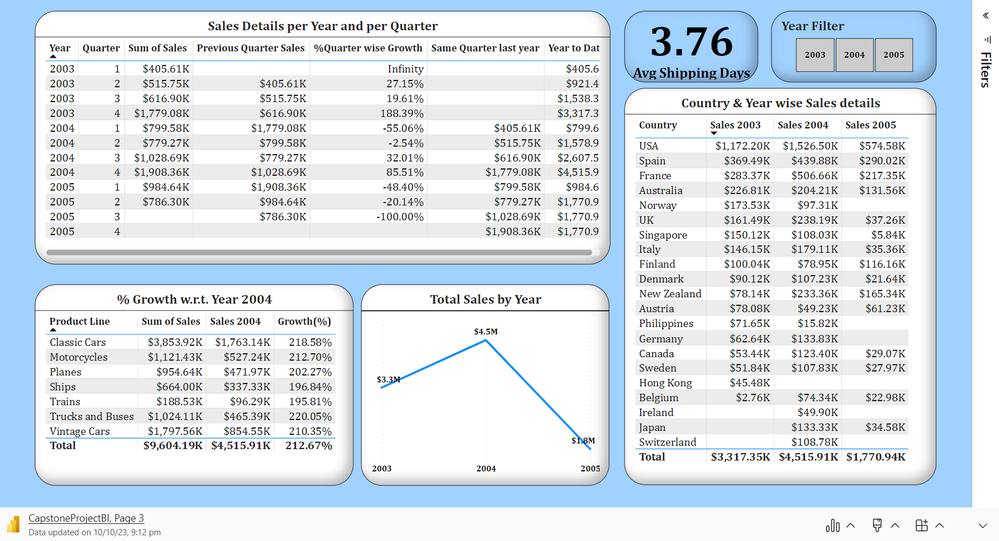 Sales Details per Year and per Quarter
Year Quarter Sum of Sales Previous Quarter Sales %Quarter wise Growth Same Quarter last year Year to Dat
2003 1 $405.61K Infinity $405.6
2003 2 $515.75K $405.61K 27.15% $921.4
2003 3 $616.90K $515.75K 19.61% $1,538.3
2003 4 $1,779.08K $616.90K 188.39% $3,317.3
2004 1 $799.58K $1,779.08K -55.06% $405.61K $799.6
2004 2 $779.27K $799.58K -2.54% $515.75K $1,578.9
2004 3 $1,028.69K $779.27K 32.01% $616.90K $2,607.5
2004 4 $1,908.36K $1,028.69K 85.51% $1,779.08K $4,515.9
2005 1 $984.64K $1,908.36K -48.40% $799.58K $984.6
2005 2 $786.30K $984.64K -20.14% $779.27K $1,770.9
2005 3 $786.30K -100.00% $1,028.69K $1,770.9
2005 4 $1,908.36K $1,770.9
3.76
Avg Shipping Days
Year Filter
2003 2004 2005
Filters
Country & Year wise Sales details
Country Sales 2003 Sales 2004 Sales 2005
USA $1,172.20K $1,526.50K $574.58K
Spain $369.49K $439.88K $290.02K
France $283.37K $506.66K $217.35K
Australia $226.81K $204.21K $131.56K
Norway $173.53K $97.31K
UK $161.49K $238.19K $37.26K
Singapore $150.12K $108.03K $5.84K
Italy $146.15K $179.11K $35.36K
Finland $100.04K $78.95K $116.16K
Denmark $90.12K $107.23K $21.64K
New Zealand $78.14K $233.36K $165.34K
Austria $78.08K $49.23K $61.23K
Philippines $71.65K $15.82K
Germany $62.64K $133.83K
Canada $53.44K $123.40K $29.07K
Sweden $51.84K $107.83K $27.97K
Hong Kong $45.48K
Belgium $2.76K $74.34K $22.98K
Ireland $49.90K
Japan $133.33K $34.58K
Switzerland $108.78K
Total $3,317.35K $4,515.91K $1,770.94K
% Growth w.r.t. Year 2004
Product Line Sum of Sales Sales 2004 Growth(%)
Classic Cars $3,853.92K $1,763.14K 218.58%
Motorcycles $1,121.43K $527.24K 212.70%
Planes $954.64K $471.97K 202.27%
Ships $664.00K $337.33K 196.84%
Trains $188.53K $96.29K 195.81%
Trucks and Buses $1,024.11K $465.39K 220.05%
Vintage Cars $1,797.56K $854.55K 210.35%
Total $9,604.19K $4,515.91K 212.67%
Total Sales by Year
$4.5M
$3.3M
$1.8M
2003 2004 2005
CapstoneProjectBI, Page 3
Data updated on 10/10/23, 9:12 pm